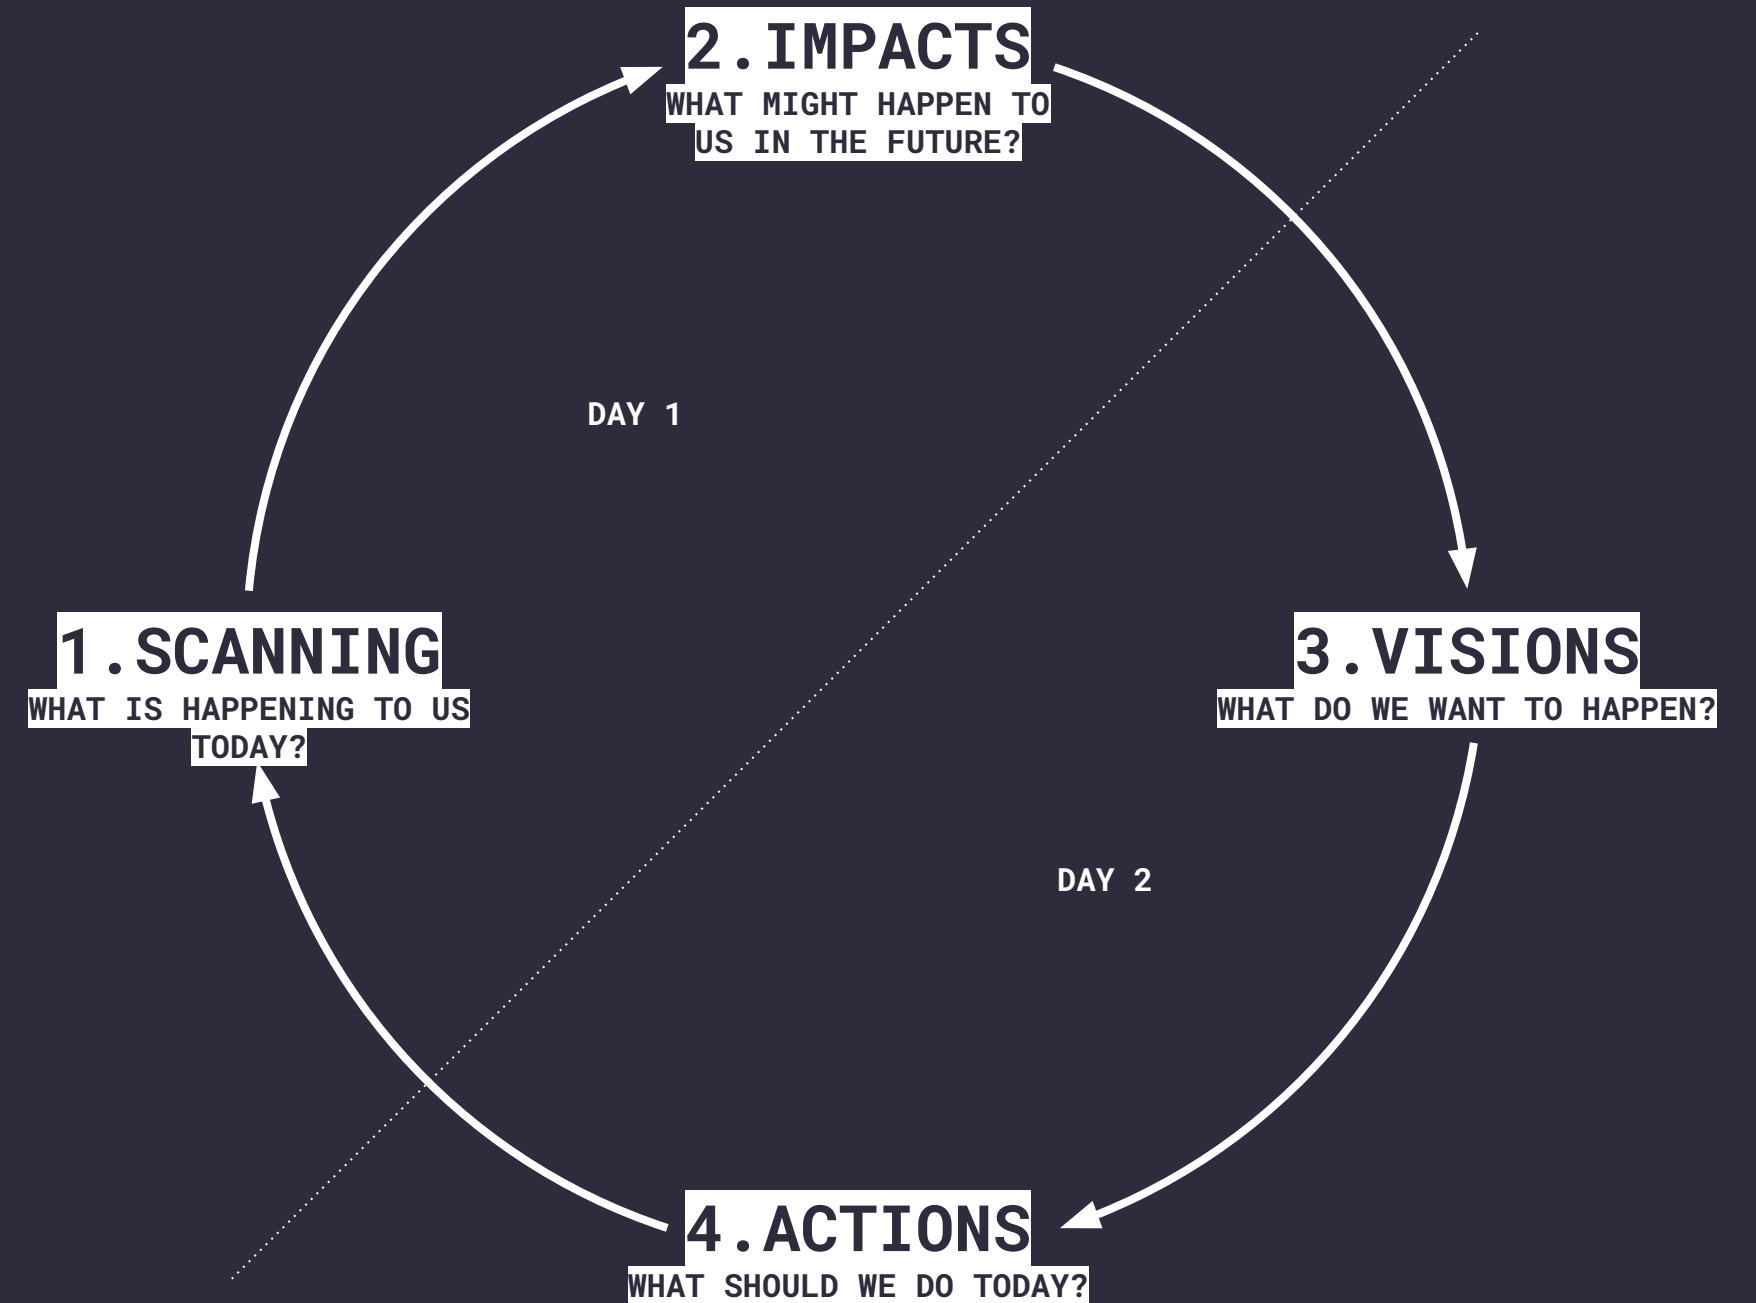 2.IMPACTS
WHAT MIGHT HAPPEN TO
US IN THE FUTURE?
DAY 1
1.SCANNING
WHAT IS HAPPENING TO US
TODAY?
3.VISIONS
WHAT DO WE WANT TO HAPPEN?
DAY 2
4.ACTIONS
WHAT SHOULD WE DO TODAY?